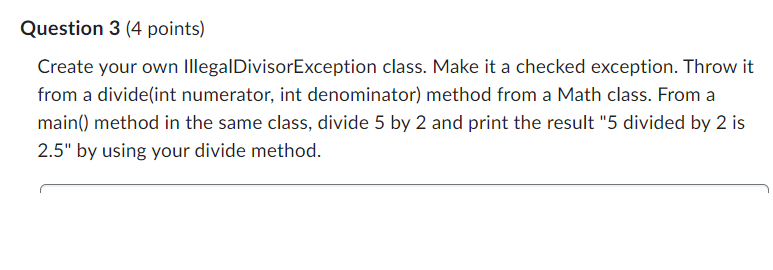 Question 3 (4 points)
Create your own IllegalDivisorException class. Make it a checked exception. Throw it
from a divide(int numerator, int denominator) method from a Math class. From a
main() method in the same class, divide 5 by 2 and print the result "5 divided by 2 is
2.5" by using your divide method.